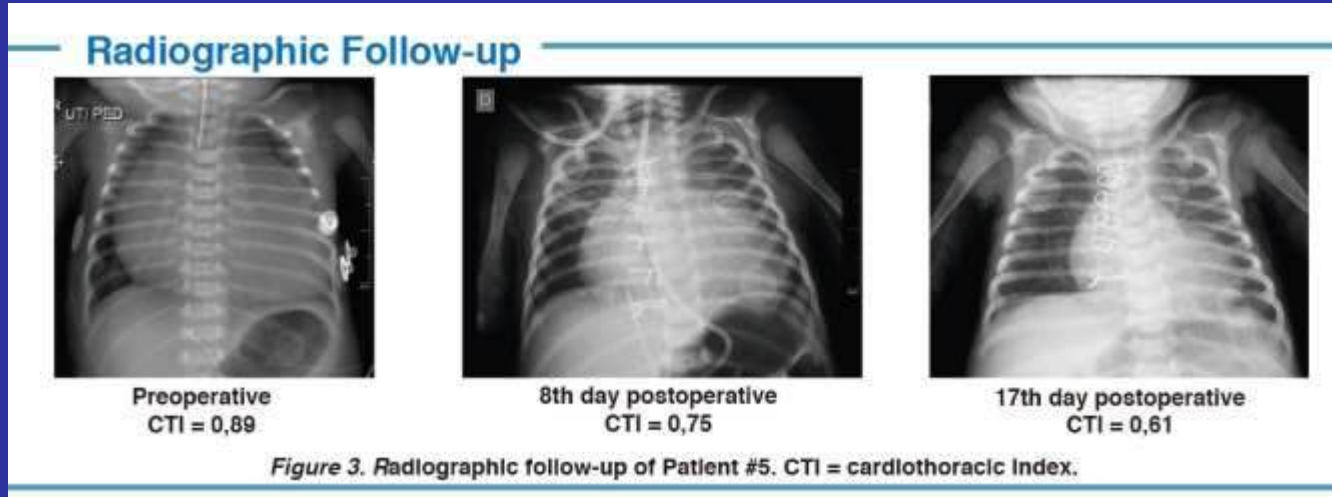 Radiographic Follow-up
UTI PED
D
Preoperative
CTI = 0,89
8th day postoperative
CTI = 0,75
17th day postoperative
CTI = 0,61
Figure 3. Radiographic follow-up of Patient #5. CTI = cardiothoracic index.